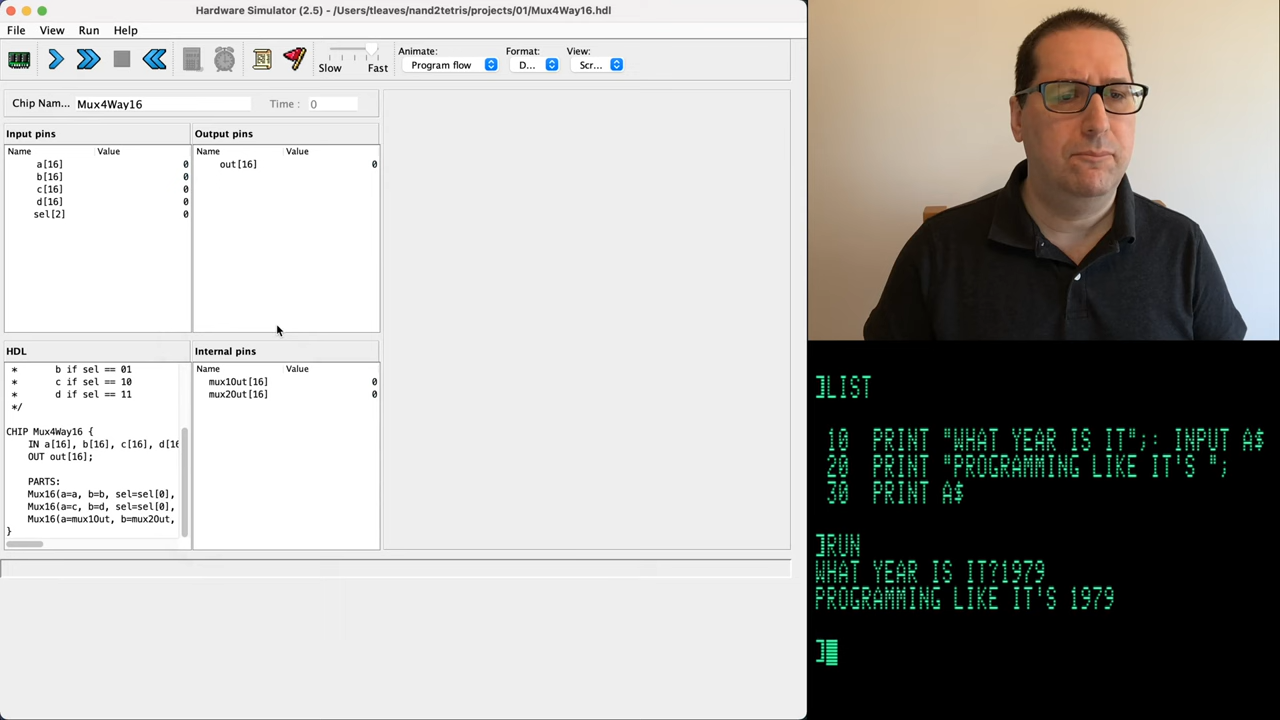 Hardware Simulator (2.5) - /Users/tleaves/nand2tetris/projects/01/Mux4Way16.hdl
File View Run Help
Slow Fast
Animate:
Program flow
Format:
D...
View:
Scr...
Chip Nam... Mux4Way16 Time : 0
Input pins
Name Value
a[16] 0
b[16] 0
c[16] 0
d[16] 0
sel[2] 0
Output pins
Name Value
out[16] 0
HDL
* b if sel == 01
* c if sel == 10
* d if sel == 11
*/
CHIP Mux4Way16 {
IN a[16], b[16], c[16], d[16
OUT out[16];
PARTS:
Mux16(a=a, b=b, sel=sel[0],
Mux16(a=c, b=d, sel=sel[0],
Mux16(a=mux1Out, b=mux2Out,
}
Internal pins
Name Value
mux1Out[16] 0
mux2Out[16] 0
]LIST
10 PRINT "WHAT YEAR IS IT";: INPUT A$
20 PRINT "PROGRAMMING LIKE IT'S ";
30 PRINT A$
]RUN
WHAT YEAR IS IT?1979
PROGRAMMING LIKE IT'S 1979
]